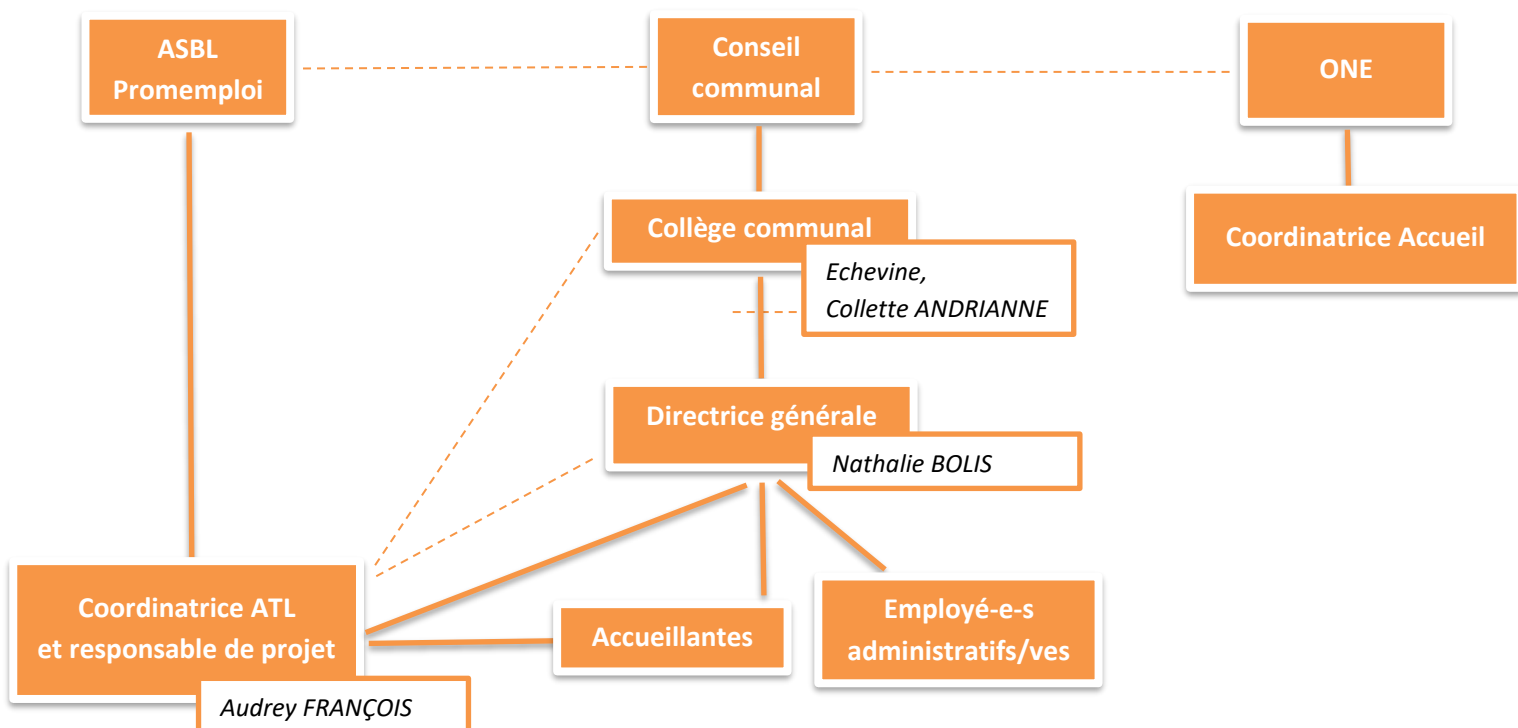 ASBL
Promemploi
Conseil
communal
ONE
Collège communal
Echevine,
Collette ANDRIANNE
Coordinatrice Accueil
Directrice générale
Nathalie BOLIS
Coordinatrice ATL
et responsable de projet
Audrey FRANÇOIS
Accueillantes
Employé-e-s
administratifs/ves